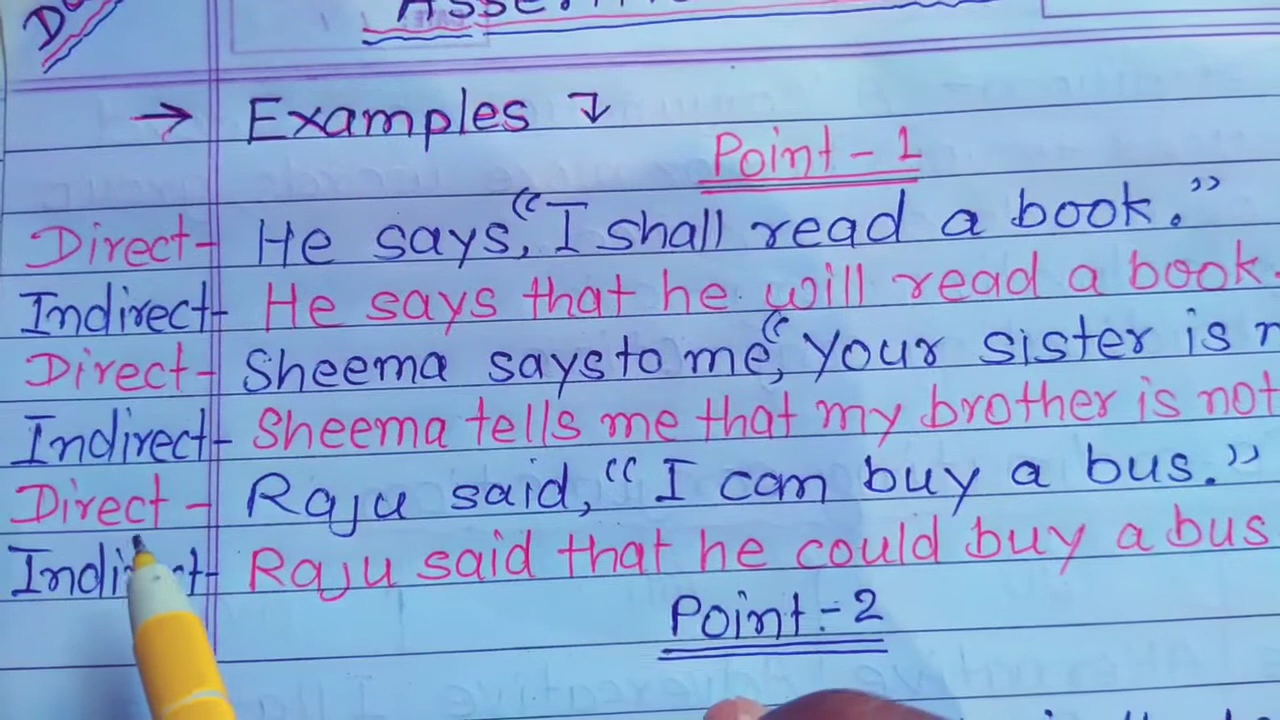 → Examples ↴
Point - 1
Direct- He says, “I shall read a book.”
Indirect- He says that he will read a book.
Direct- Sheema says to me, “Your sister is
Indirect- Sheema tells me that my brother is not
Direct- Raju said, “I can buy a bus.”
Indirect- Raju said that he could buy a bus.
Point:-2